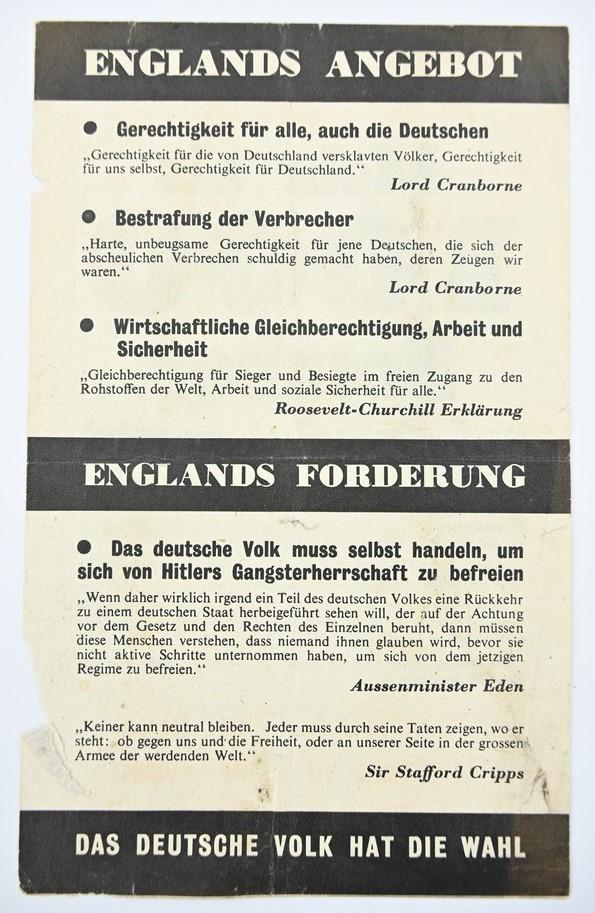 ENGLANDS ANGEBOT
● Gerechtigkeit für alle, auch die Deutschen
„Gerechtigkeit für die von Deutschland versklavten Völker, Gerechtigkeit
für uns selbst, Gerechtigkeit für Deutschland.“
Lord Cranborne
● Bestrafung der Verbrecher
„Harte, unbeugsame Gerechtigkeit für jene Deutschen, die sich der
abscheulichen Verbrechen schuldig gemacht haben, deren Zeugen wir
waren.“
Lord Cranborne
● Wirtschaftliche Gleichberechtigung, Arbeit und
Sicherheit
„Gleichberechtigung für Sieger und Besiegte im freien Zugang zu den
Rohstoffen der Welt, Arbeit und soziale Sicherheit für alle.“
Roosevelt-Churchill Erklärung
ENGLANDS FORDERUNG
● Das deutsche Volk muss selbst handeln, um
sich von Hitlers Gangsterherrschaft zu befreien
„Wenn daher wirklich irgend ein Teil des deutschen Volkes eine Rückkehr
zu einem deutschen Staat herbeigeführt sehen will, der auf der Achtung
vor dem Gesetz und den Rechten des Einzelnen beruht, dann müssen
diese Menschen verstehen, dass niemand ihnen glauben wird, bevor sie
nicht aktive Schritte unternommen haben, um sich von dem jetzigen
Regime zu befreien.“
Aussenminister Eden
„Keiner kann neutral bleiben. Jeder muss durch seine Taten zeigen, wo er
steht: ob gegen uns und die Freiheit, oder an unserer Seite in der grossen
Armee der werdenden Welt.“
Sir Stafford Cripps
DAS DEUTSCHE VOLK HAT DIE WAHL